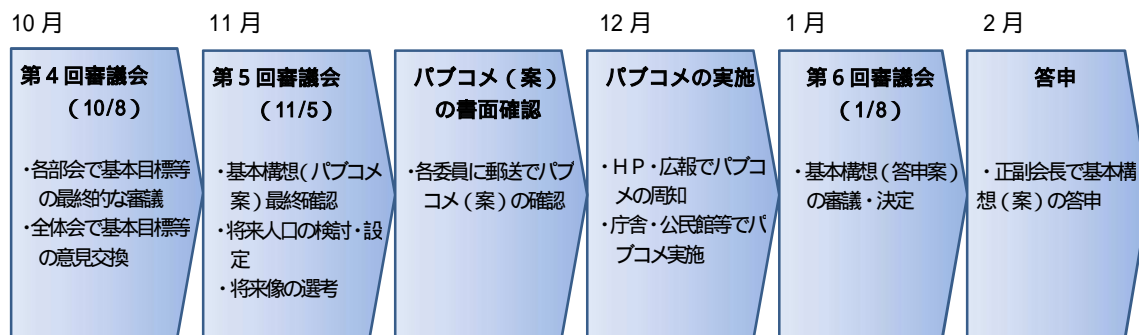 10 月
11 月
12 月
1 月
2 月
第４回審議会
（10/8）
・各部会で基本目標等
の最終的な審議
・全体会で基本目標等
の意見交換
第５回審議会
（11/5）
・基本構想（パブコメ
案）最終確認
・将来人口の検討・設
定
・将来像の選考
パブコメ（案）
の書面確認
・各委員に郵送でパブ
コメ（案）の確認
パブコメの実施
・ＨＰ・広報でパブコ
メの周知
・庁舎・公民館等でパ
ブコメ実施
第６回審議会
（1/8）
・基本構想（答申案）
の審議・決定
答申
・正副会長で基本構
想（案）の答申